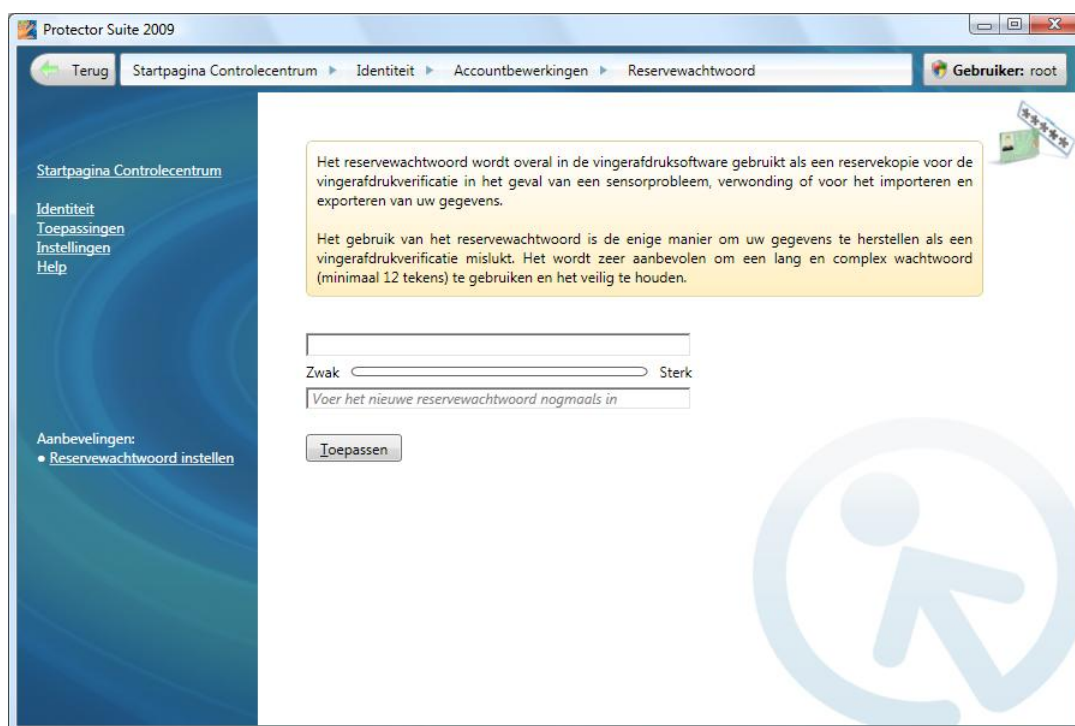 Protector Suite 2009
Terug Startpagina Controlecentrum Identiteit Accountbewerkingen Reservewachtwoord Gebruiker: root
*****
Startpagina Controlecentrum
Identiteit
Toepassingen
Instellingen
Help
Aanbevelingen:
● Reservewachtwoord instellen
Het reservewachtwoord wordt overal in de vingerafdruksoftware gebruikt als een reservekopie voor de
vingerafdrukverificatie in het geval van een sensorprobleem, verwonding of voor het importeren en
exporteren van uw gegevens.
Het gebruik van het reservewachtwoord is de enige manier om uw gegevens te herstellen als een
vingerafdrukverificatie mislukt. Het wordt zeer aanbevolen om een lang en complex wachtwoord
(minimaal 12 tekens) te gebruiken en het veilig te houden.
Zwak Sterk
Voer het nieuwe reservewachtwoord nogmaals in
Toepassen